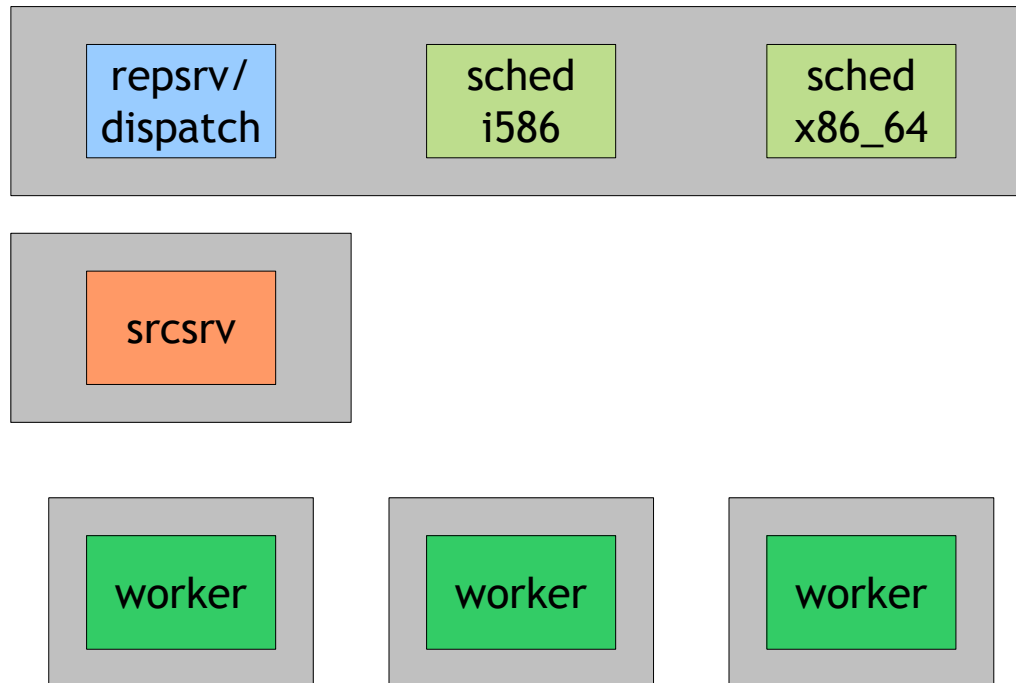 repsrv/
dispatch
sched
i586
sched
x86_64
srcsrv
worker
worker
worker